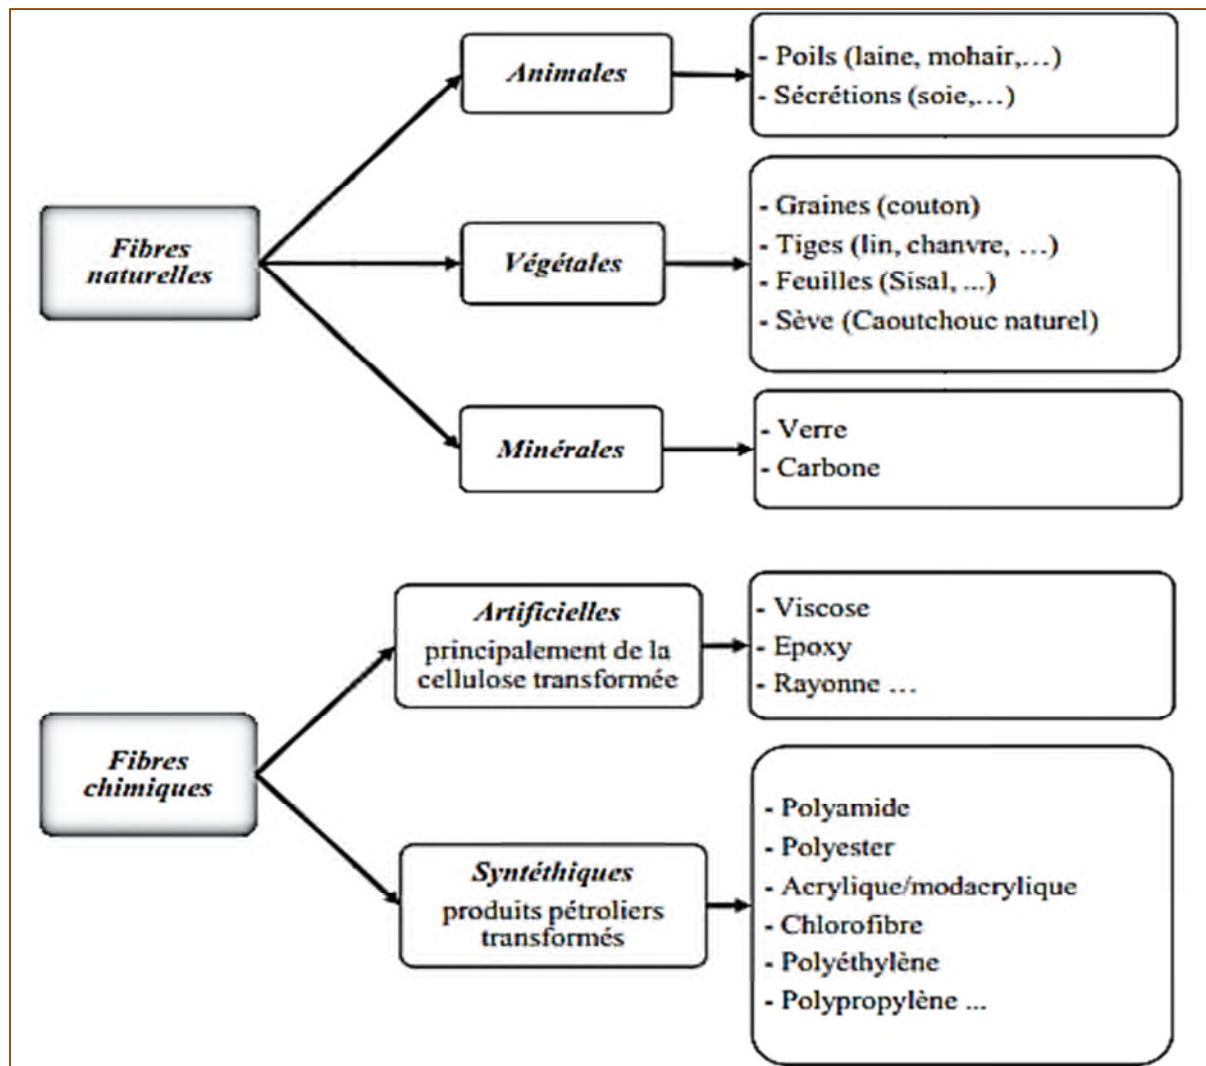 Animales
- Poils (laine, mohair,…)
- Sécrétions (soie,…)
Fibres
naturelles
Végétales
- Graines (couton)
- Tiges (lin, chanvre, …)
- Feuilles (Sisal, ...)
- Sève (Caoutchouc naturel)
Minérales
- Verre
- Carbone
Artificielles
principalement de la
cellulose transformée
- Viscose
- Epoxy
- Rayonne …
Fibres
chimiques
Syntéthiques
produits pétroliers
transformés
- Polyamide
- Polyester
- Acrylique/modacrylique
- Chlorofibre
- Polyéthylène
- Polypropylène ...